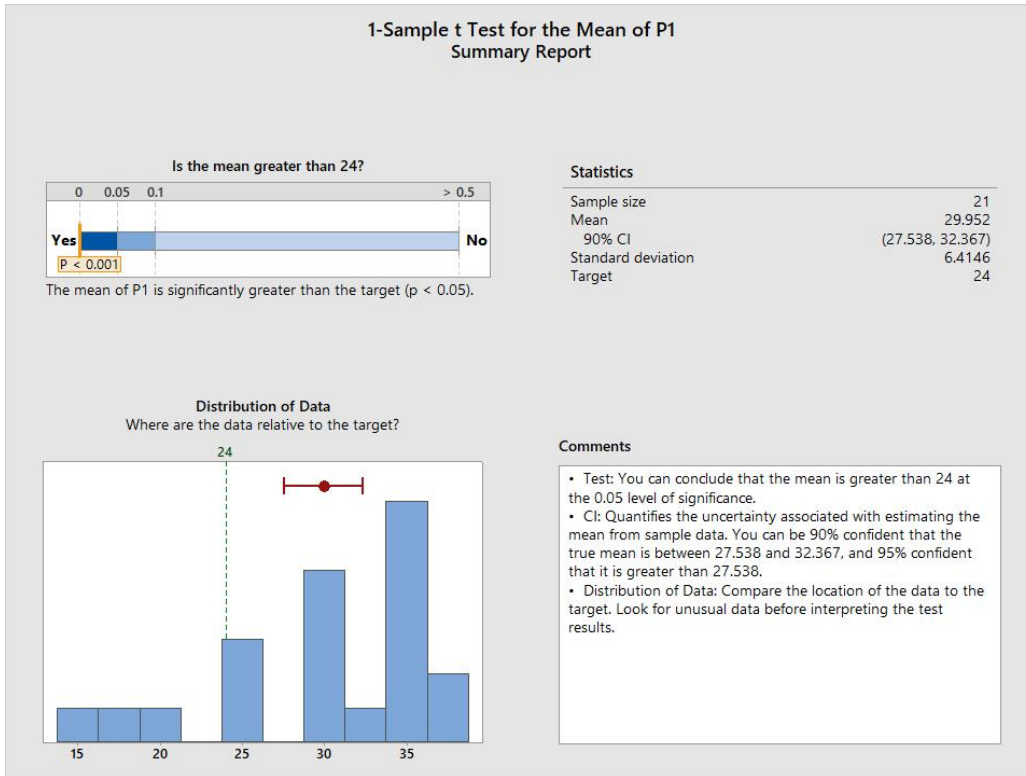 1-Sample t Test for the Mean of P1
Summary Report
Is the mean greater than 24?
0 0.05 0.1 > 0.5
Yes No
P < 0.001
The mean of P1 is significantly greater than the target (p < 0.05).
Statistics
Sample size 21
Mean 29.952
90% CI (27.538, 32.367)
Standard deviation 6.4146
Target 24
Distribution of Data
Where are the data relative to the target?
24
15 20 25 30 35
Comments
• Test: You can conclude that the mean is greater than 24 at
the 0.05 level of significance.
• CI: Quantifies the uncertainty associated with estimating the
mean from sample data. You can be 90% confident that the
true mean is between 27.538 and 32.367, and 95% confident
that it is greater than 27.538.
• Distribution of Data: Compare the location of the data to the
target. Look for unusual data before interpreting the test
results.